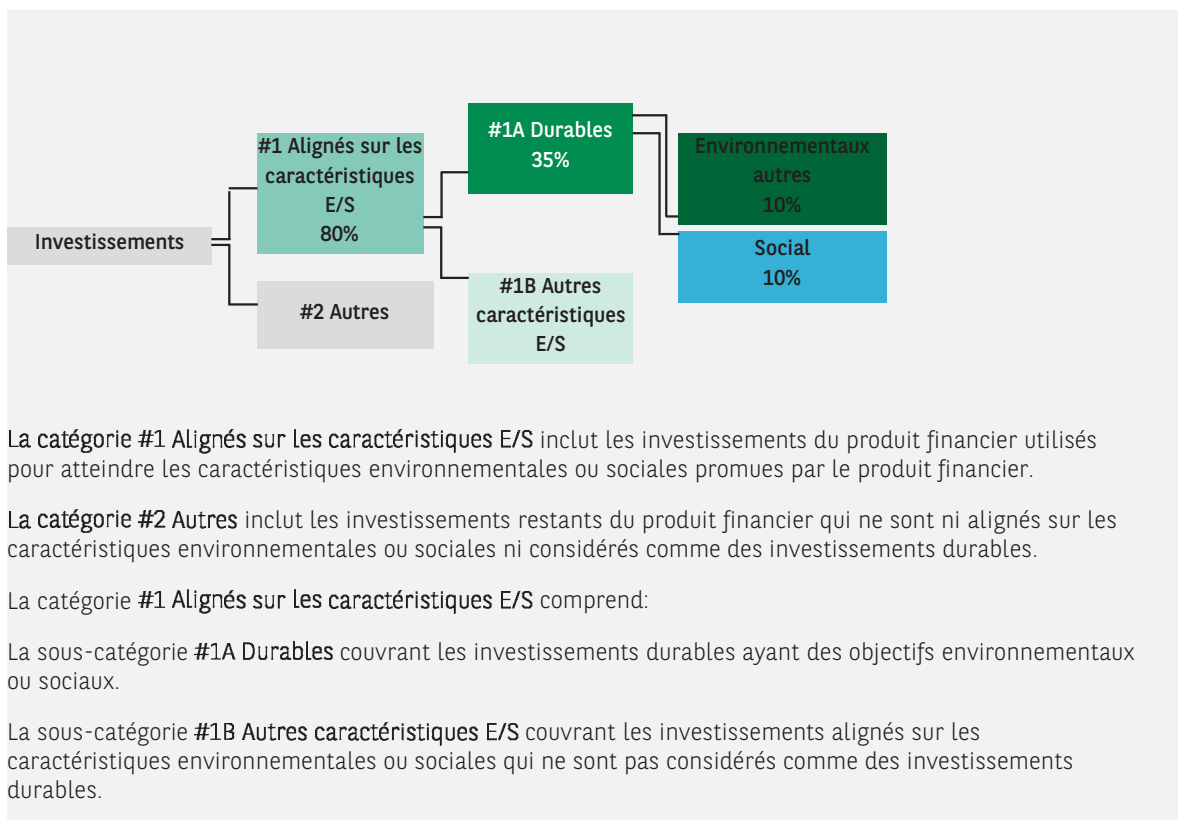 Investissements
#1 Alignés sur les
caractéristiques
E/S
80%
#2 Autres
#1A Durables
35%
#1B Autres
caractéristiques
E/S
Environnementaux
autres
10%
Social
10%
La catégorie #1 Alignés sur les caractéristiques E/S inclut les investissements du produit financier utilisés
pour atteindre les caractéristiques environnementales ou sociales promues par le produit financier.
La catégorie #2 Autres inclut les investissements restants du produit financier qui ne sont ni alignés sur les
caractéristiques environnementales ou sociales ni considérés comme des investissements durables.
La catégorie #1 Alignés sur les caractéristiques E/S comprend:
La sous-catégorie #1A Durables couvrant les investissements durables ayant des objectifs environnementaux
ou sociaux.
La sous-catégorie #1B Autres caractéristiques E/S couvrant les investissements alignés sur les
caractéristiques environnementales ou sociales qui ne sont pas considérés comme des investissements
durables.